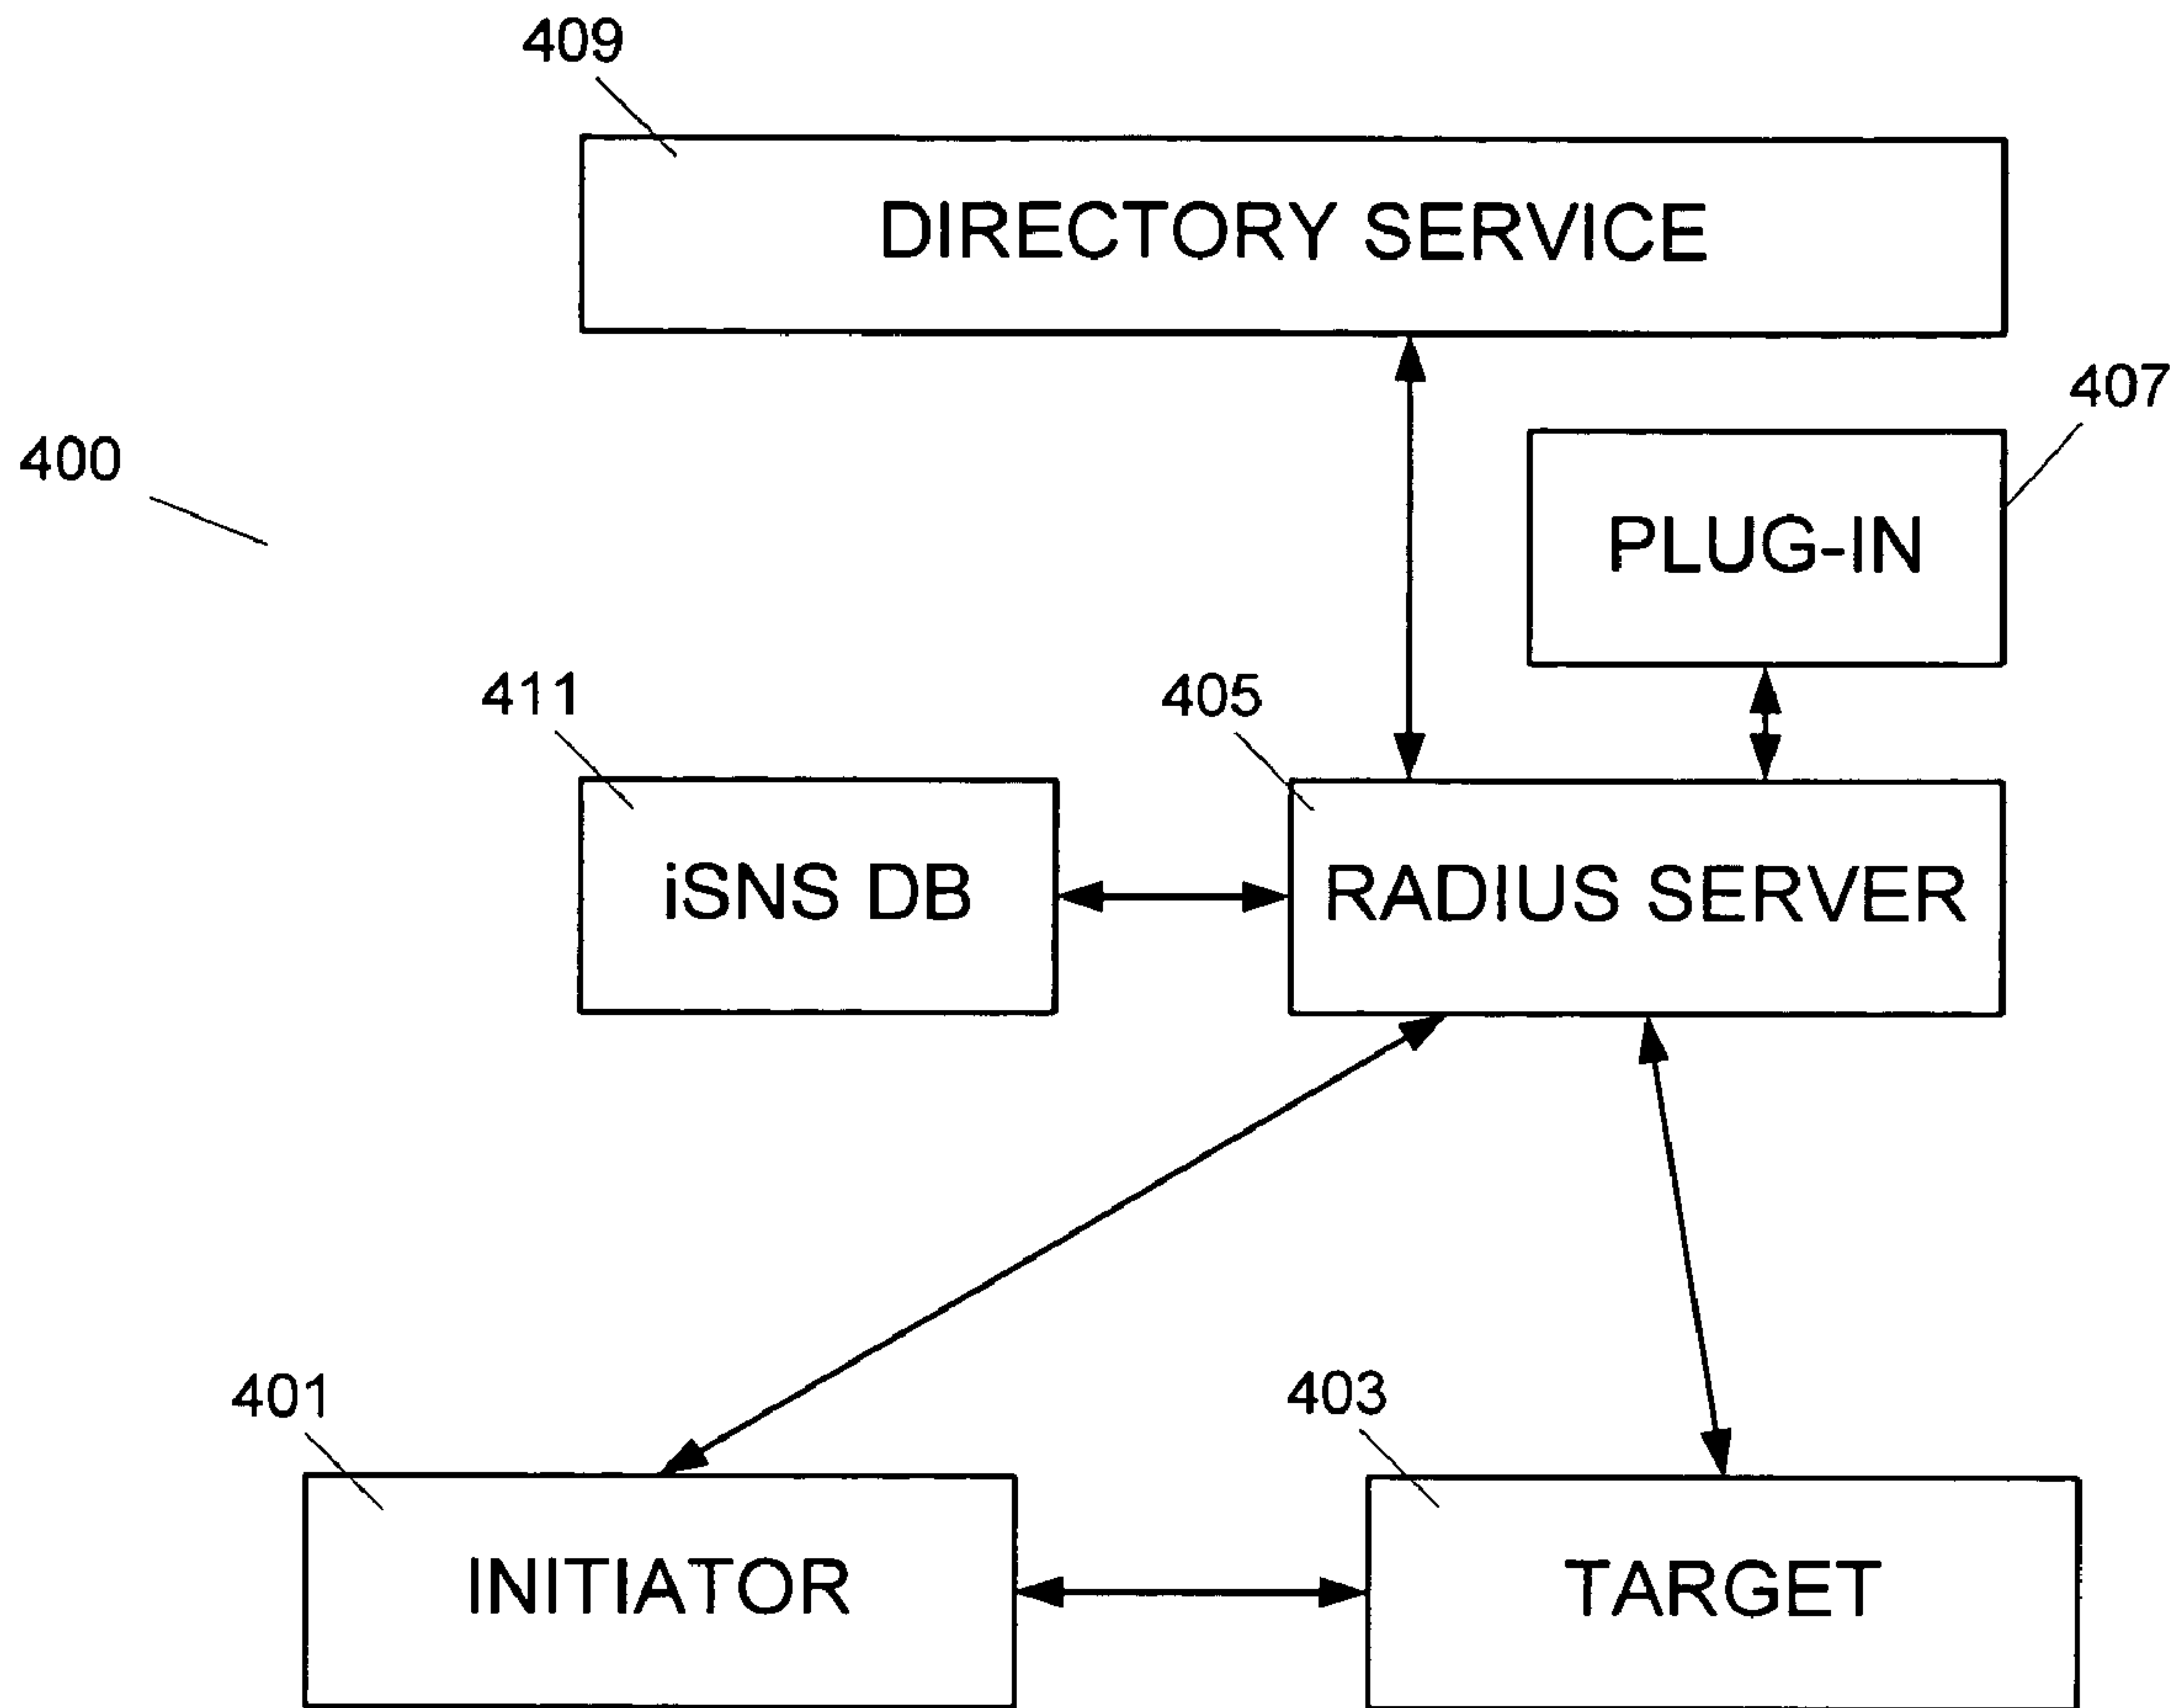 409
DIRECTORY SERVICE
407
400
PLUG-IN
411
405
iSNS DB
RADIUS SERVER
401
403
INITIATOR
TARGET